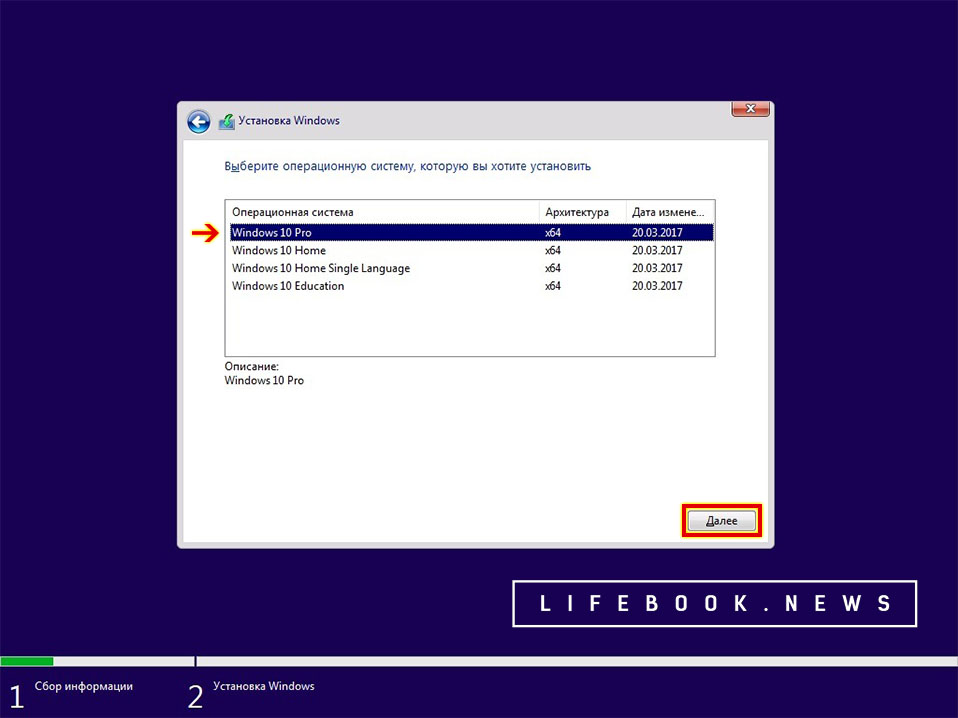 Установка Windows
Выберите операционную систему, которую вы хотите установить
Операционная система Архитектура Дата измене...
Windows 10 Pro x64 20.03.2017
Windows 10 Home x64 20.03.2017
Windows 10 Home Single Language x64 20.03.2017
Windows 10 Education x64 20.03.2017
Описание:
Windows 10 Pro
Далее
LIFEBOOK.NEWS
1 Сбор информации 2 Установка Windows